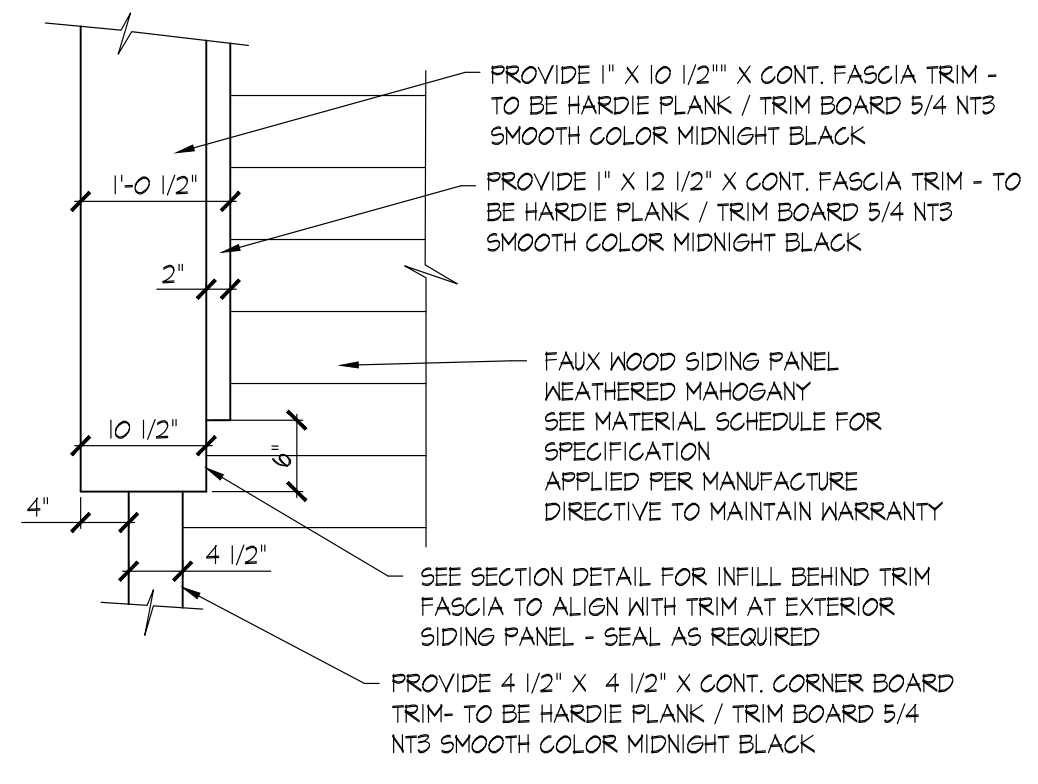 PROVIDE 1" X 10 1/2"" X CONT. FASCIA TRIM -
TO BE HARDIE PLANK / TRIM BOARD 5/4 NT3
SMOOTH COLOR MIDNIGHT BLACK
1'-0 1/2"
PROVIDE 1" X 12 1/2" X CONT. FASCIA TRIM - TO
BE HARDIE PLANK / TRIM BOARD 5/4 NT3
SMOOTH COLOR MIDNIGHT BLACK
2"
FAUX WOOD SIDING PANEL
WEATHERED MAHOGANY
SEE MATERIAL SCHEDULE FOR
SPECIFICATION
APPLIED PER MANUFACTURE
DIRECTIVE TO MAINTAIN WARRANTY
10 1/2"
6"
4"
4 1/2"
SEE SECTION DETAIL FOR INFILL BEHIND TRIM
FASCIA TO ALIGN WITH TRIM AT EXTERIOR
SIDING PANEL - SEAL AS REQUIRED
PROVIDE 4 1/2" X 4 1/2" X CONT. CORNER BOARD
TRIM- TO BE HARDIE PLANK / TRIM BOARD 5/4
NT3 SMOOTH COLOR MIDNIGHT BLACK